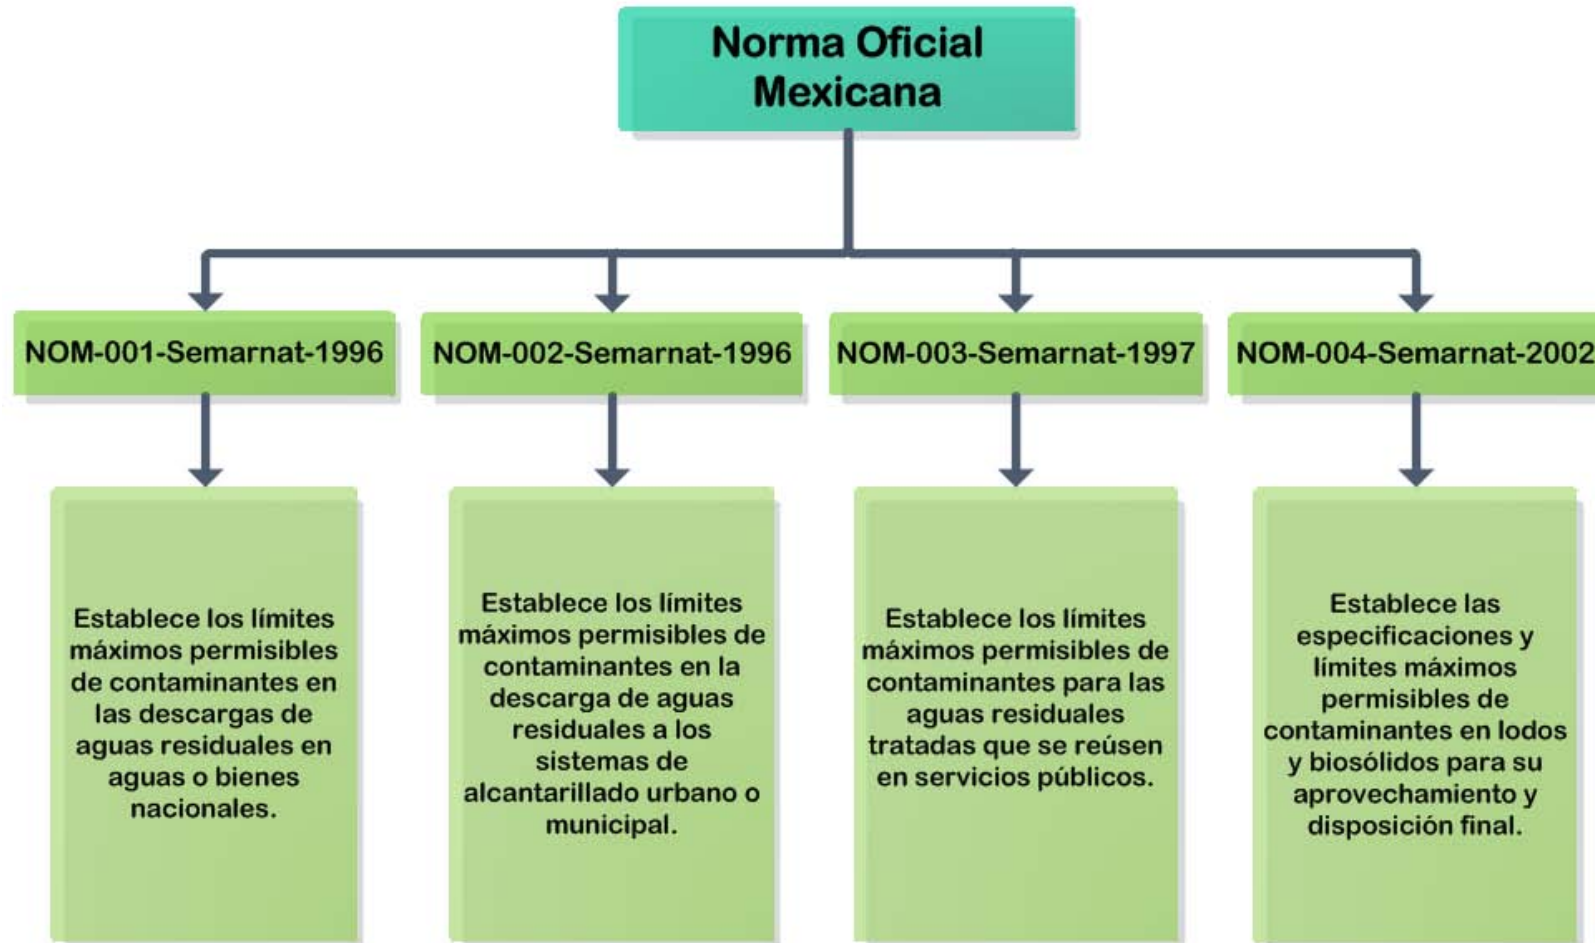 Norma Oficial
Mexicana
NOM-001-Semarnat-1996
NOM-002-Semarnat-1996
NOM-003-Semarnat-1997
NOM-004-Semarnat-2002
Establece los límites
máximos permisibles
de contaminantes en
las descargas de
aguas residuales en
aguas o bienes
nacionales.
Establece los límites
máximos permisibles de
contaminantes en la
descarga de aguas
residuales a los
sistemas de
alcantarillado urbano o
municipal.
Establece los límites
máximos permisibles de
contaminantes para las
aguas residuales
tratadas que se reúsen
en servicios públicos.
Establece las
especificaciones y
límites máximos
permisibles de
contaminantes en lodos
y biosólidos para su
aprovechamiento y
disposición final.